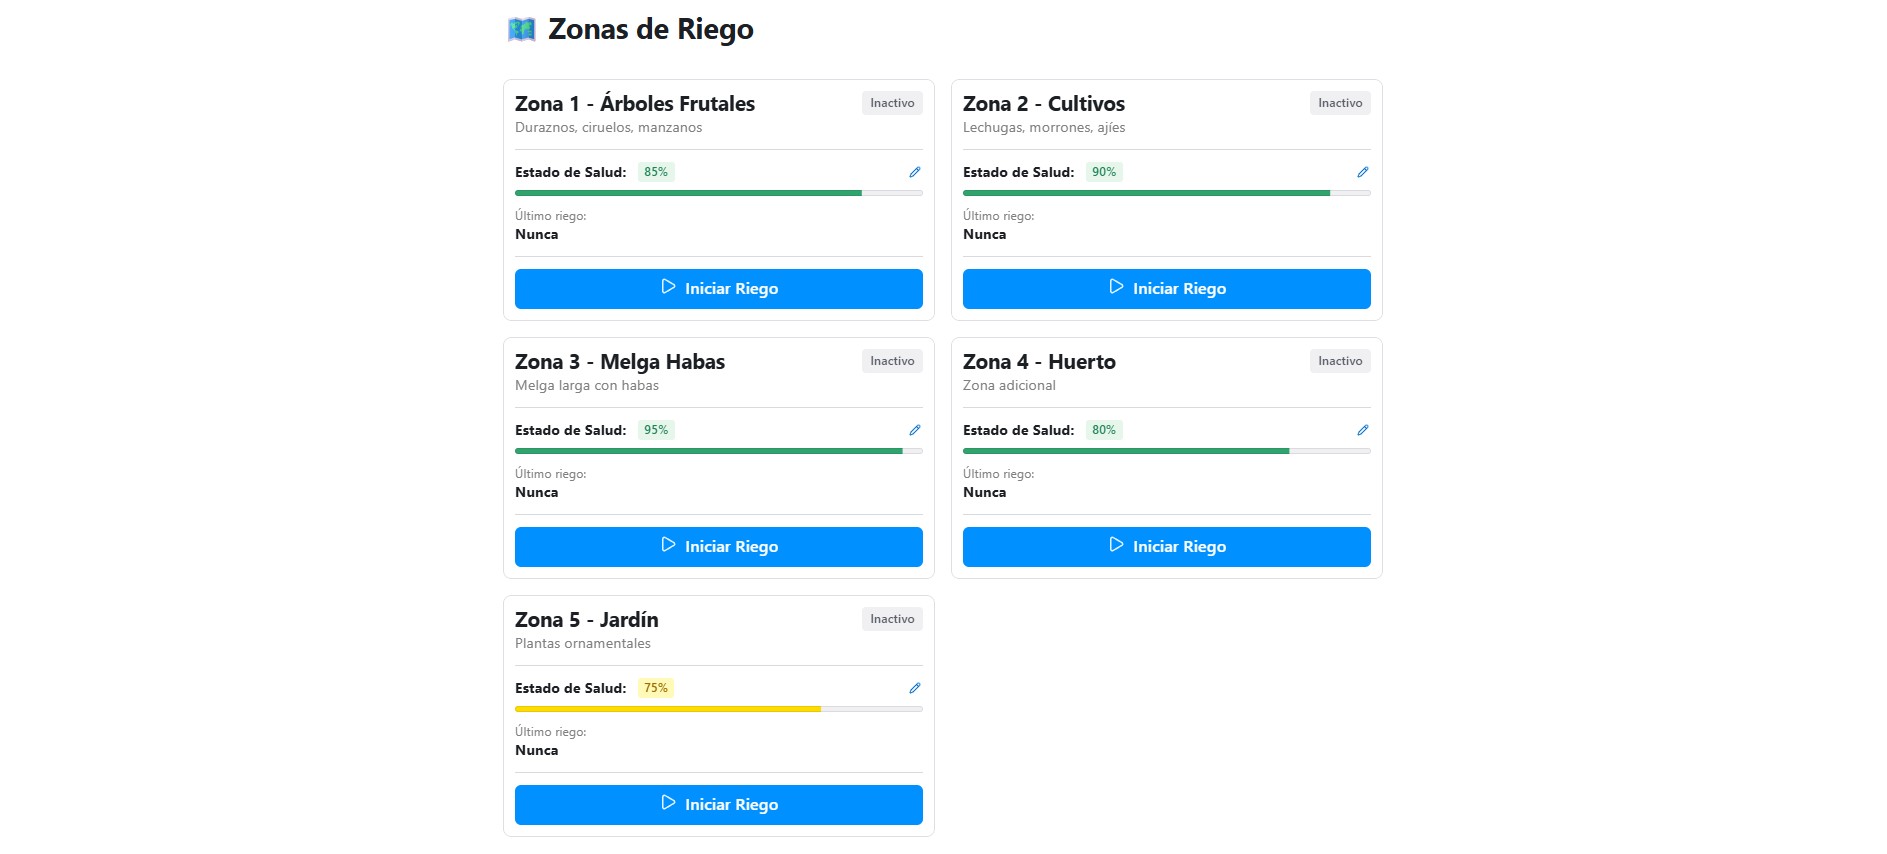 Zonas de Riego
Zona 1 - Árboles Frutales
Inactivo
Duraznos, ciruelos, manzanos
Estado de Salud: 85%
Último riego:
Nunca
Iniciar Riego
Zona 2 - Cultivos
Inactivo
Lechugas, morrones, ajíes
Estado de Salud: 90%
Último riego:
Nunca
Iniciar Riego
Zona 3 - Melga Habas
Inactivo
Melga larga con habas
Estado de Salud: 95%
Último riego:
Nunca
Iniciar Riego
Zona 4 - Huerto
Inactivo
Zona adicional
Estado de Salud: 80%
Último riego:
Nunca
Iniciar Riego
Zona 5 - Jardín
Inactivo
Plantas ornamentales
Estado de Salud: 75%
Último riego:
Nunca
Iniciar Riego